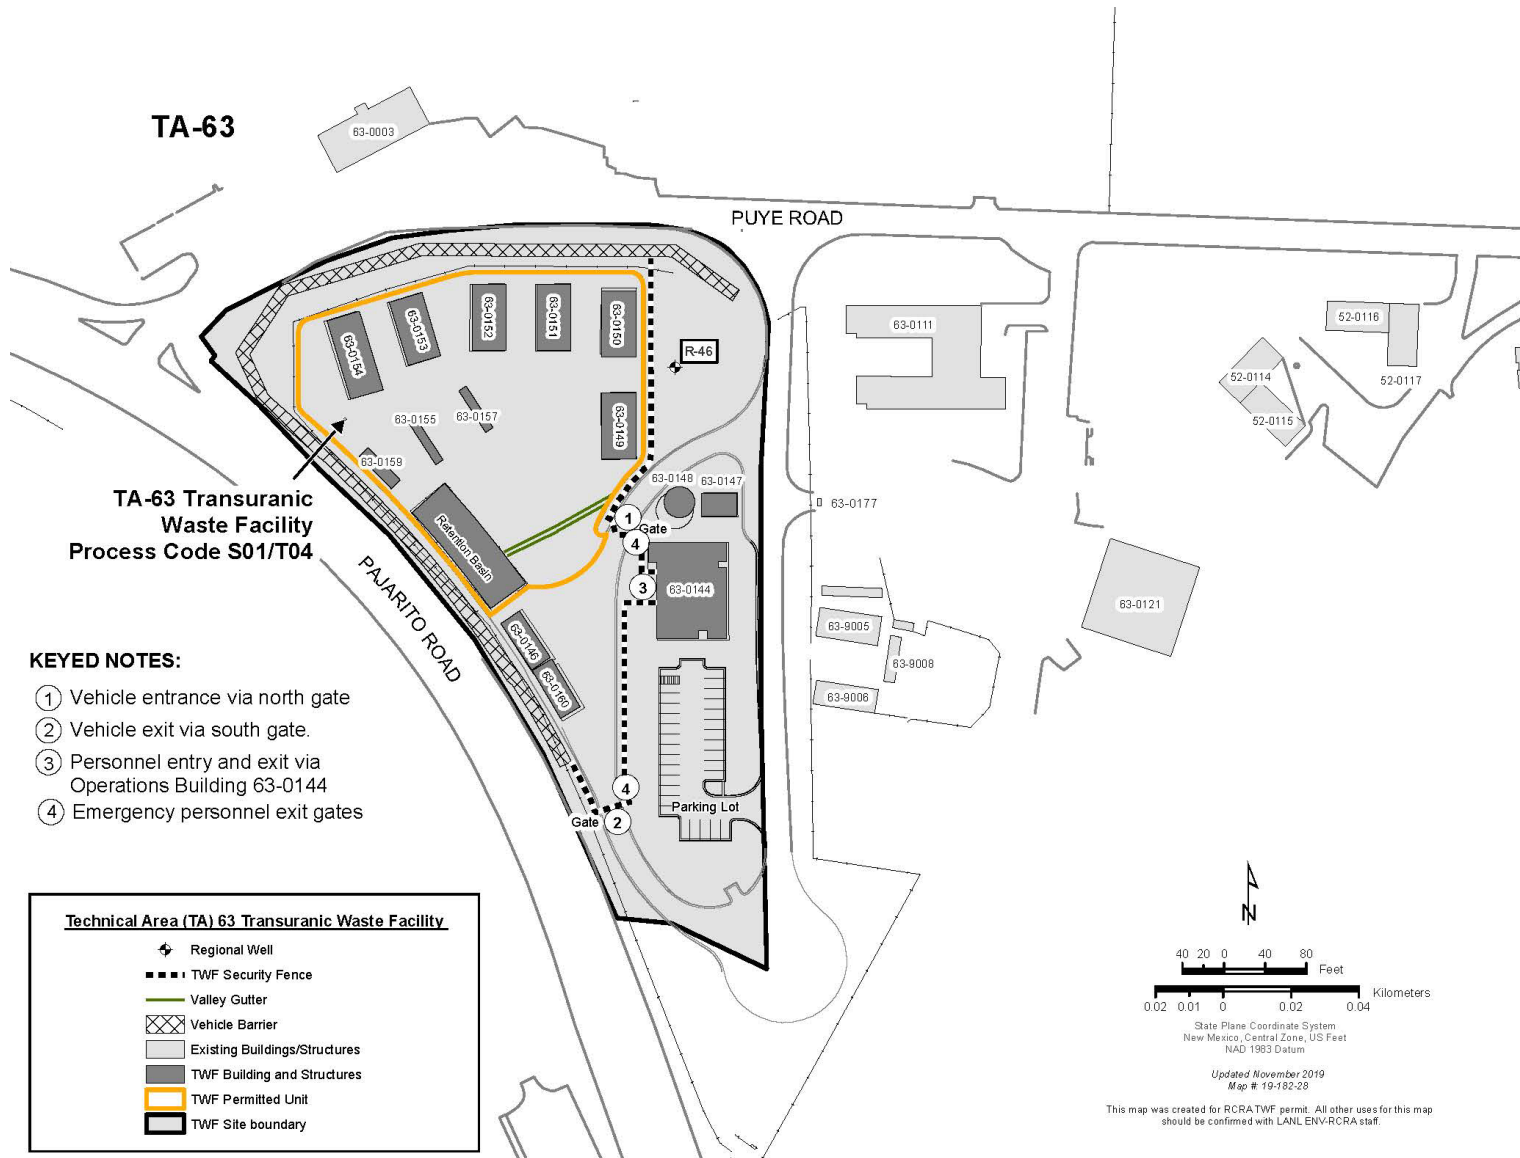 TA-63
63-0003
PUYE ROAD
63-0154
63-0153
63-0152
63-0151
63-0150
R-46
63-0149
63-0155
63-0157
63-0159
63-0111
52-0116
52-0114
52-0117
52-0115
TA-63 Transuranic
Waste Facility
Process Code S01/T04
63-0148
63-0147
63-0177
1
Gate
4
3
63-0144
Retention Basin
PAJARITO ROAD
63-0146
63-0160
63-0121
63-9005
63-9008
63-9006
4
Parking Lot
Gate
2
KEYED NOTES:
1 Vehicle entrance via north gate
2 Vehicle exit via south gate.
3 Personnel entry and exit via
Operations Building 63-0144
4 Emergency personnel exit gates
Technical Area (TA) 63 Transuranic Waste Facility
Regional Well
TWF Security Fence
Valley Gutter
Vehicle Barrier
Existing Buildings/Structures
TWF Building and Structures
TWF Permitted Unit
TWF Site boundary
N
40 20 0 40 80
Feet
Kilometers
0.02 0.01 0 0.02 0.04
State Plane Coordinate System
New Mexico, Central Zone, US Feet
NAD 1983 Datum
Updated November 2019
Map #: 19-182-28
This map was created for RCRA TWF permit. All other uses for this map
should be confirmed with LANL ENV-RCRA staff.